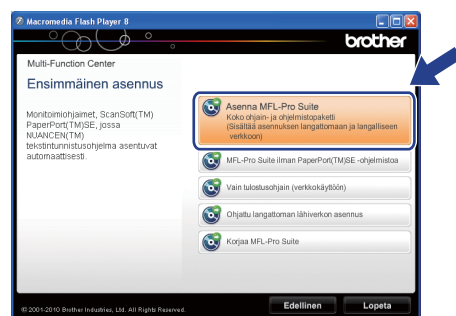 Macromedia Flash Player 8
brother
Multi-Function Center
Ensimmäinen asennus
Monitoimiohjaimet, ScanSoft(TM)
PaperPort(TM)SE, jossa
NUANCEN(TM)
tekstintunnistusohjelma asentuvat
automaattisesti.
Asenna MFL-Pro Suite
Koko ohjain- ja ohjelmistopaketti
(Sisältää asennuksen langattomaan ja langalliseen
verkkoon)
MFL-Pro Suite ilman PaperPort(TM)SE -ohjelmistoa
Vain tulostusohjain (verkkokäyttöön)
Ohjattu langattoman lähiverkon asennus
Korjaa MFL-Pro Suite
© 2001-2010 Brother Industries, Ltd. All Rights Reserved.
Edellinen
Lopeta